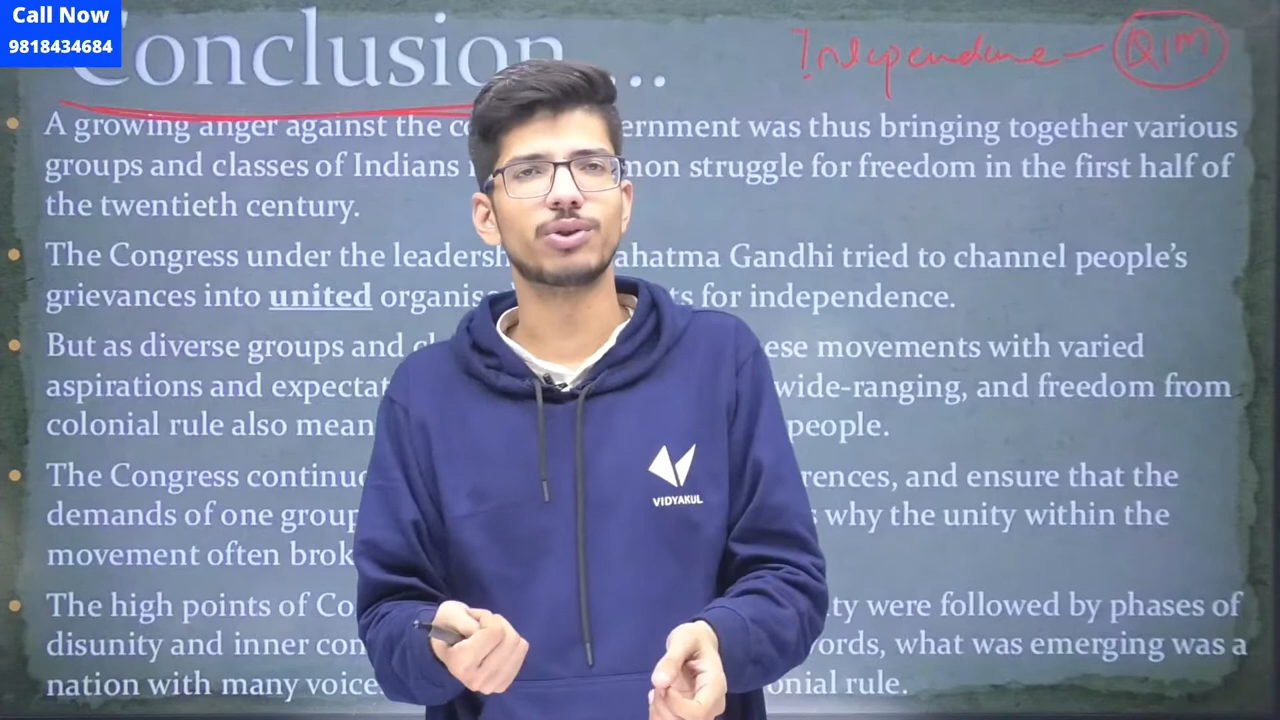 Call Now
9818434684
Conclusion ...
Independence - QIM
A growing anger against the co ernment was thus bringing together various
groups and classes of Indians mon struggle for freedom in the first half of
the twentieth century.
The Congress under the leadersh ahatma Gandhi tried to channel people's
grievances into united organis ts for independence.
But as diverse groups and cl ese movements with varied
aspirations and expectat wide-ranging, and freedom from
colonial rule also mean people.
The Congress continue rences, and ensure that the
demands of one group s why the unity within the
movement often brok
The high points of Co ty were followed by phases of
disunity and inner con ords, what was emerging was a
nation with many voice onial rule.
VIDYAKUL